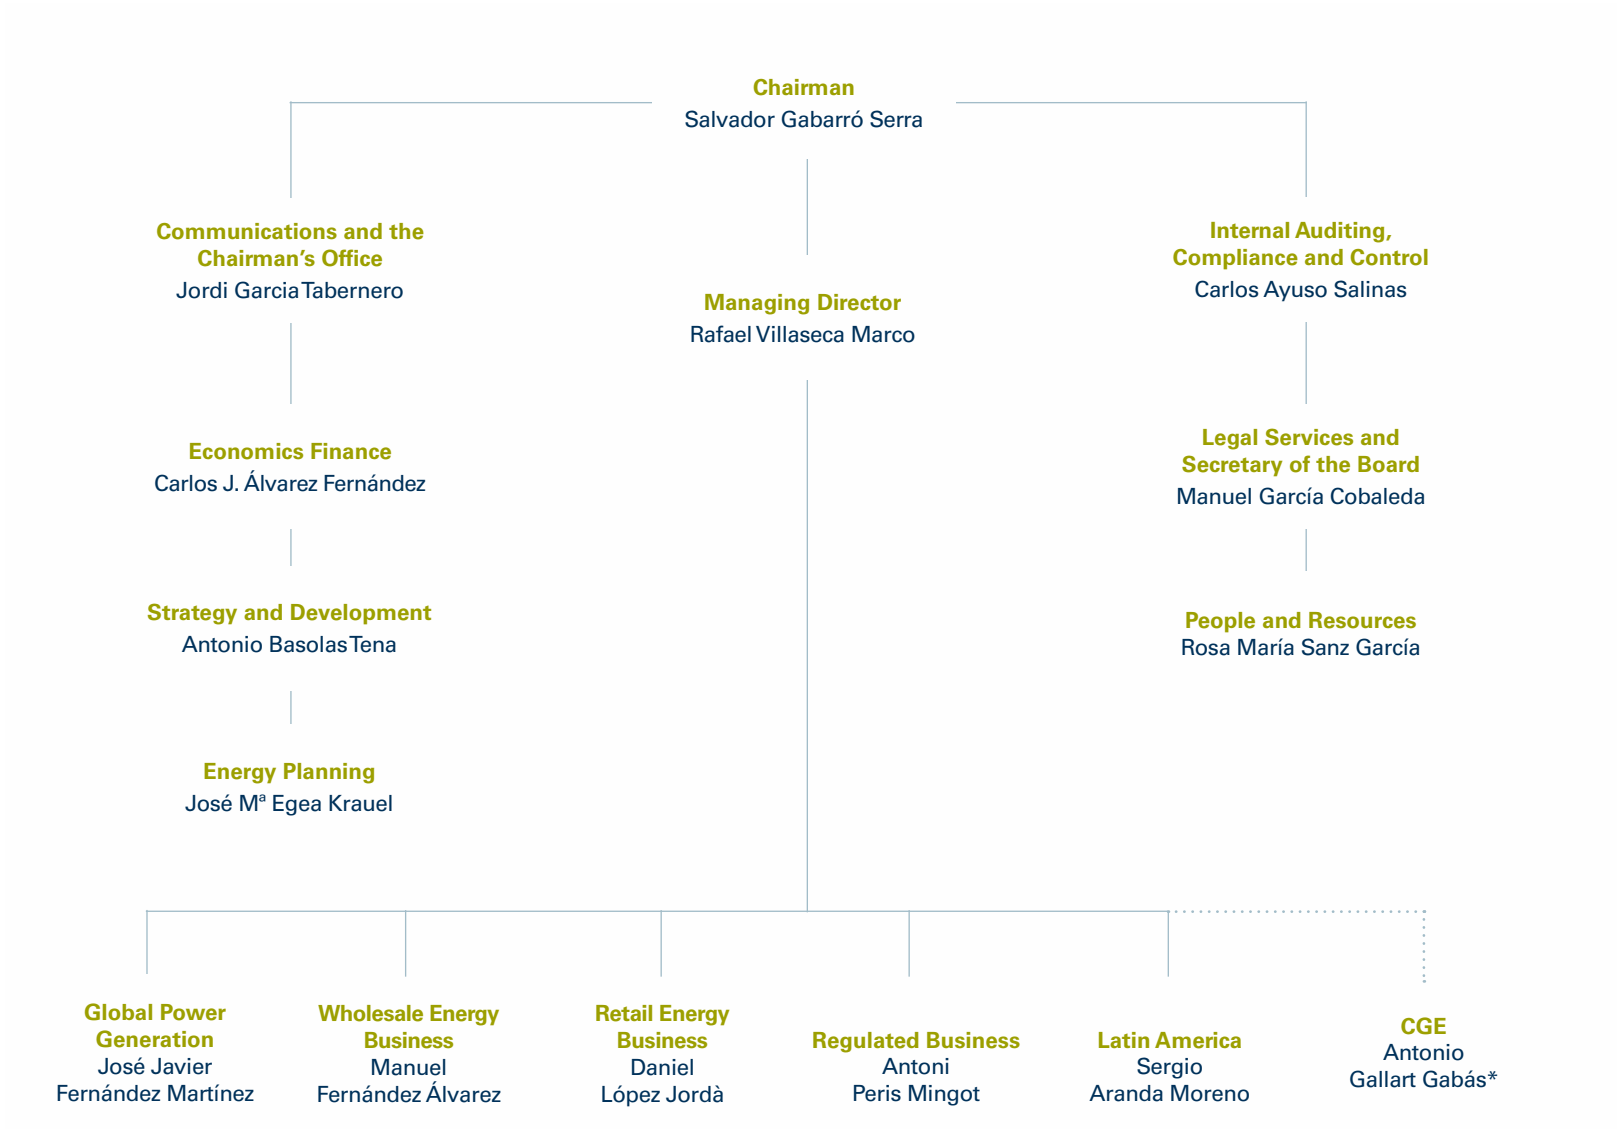 Chairman
Salvador Gabarró Serra
Communications and the
Chairman's Office
Jordi Garcia Tabernero
Internal Auditing,
Compliance and Control
Carlos Ayuso Salinas
Managing Director
Rafael Villaseca Marco
Economics Finance
Carlos J. Álvarez Fernández
Legal Services and
Secretary of the Board
Manuel García Cobaleda
Strategy and Development
Antonio Basolas Tena
People and Resources
Rosa María Sanz García
Energy Planning
José Mª Egea Krauel
Global Power
Generation
José Javier
Fernández Martínez
Wholesale Energy
Business
Manuel
Fernández Álvarez
Retail Energy
Business
Daniel
López Jordà
Regulated Business
Antoni
Peris Mingot
Latin America
Sergio
Aranda Moreno
CGE
Antonio
Gallart Gabás*